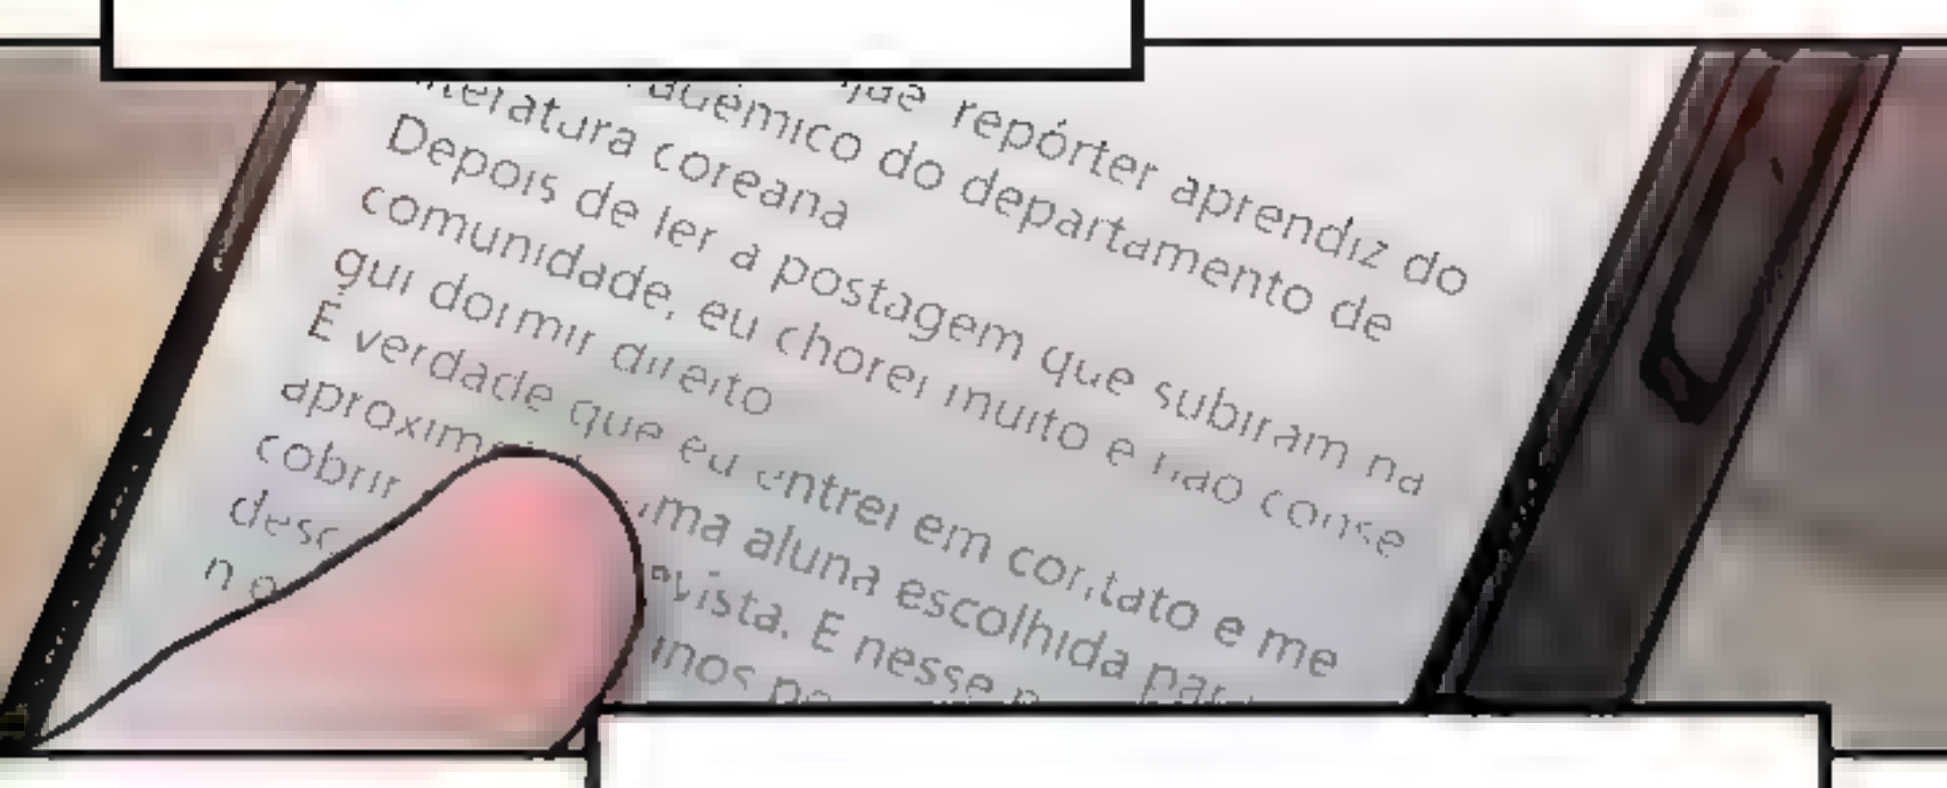 repórter aprendiz do
do departamento de
literatura coreana
Depois de ler a postagem que subiram na
comunidade, eu chorei muito e não conse
gui dormir direito
É verdade que eu entrei em contato e me
aproxim uma aluna escolhida para
cobrir vista. E nesse
desc